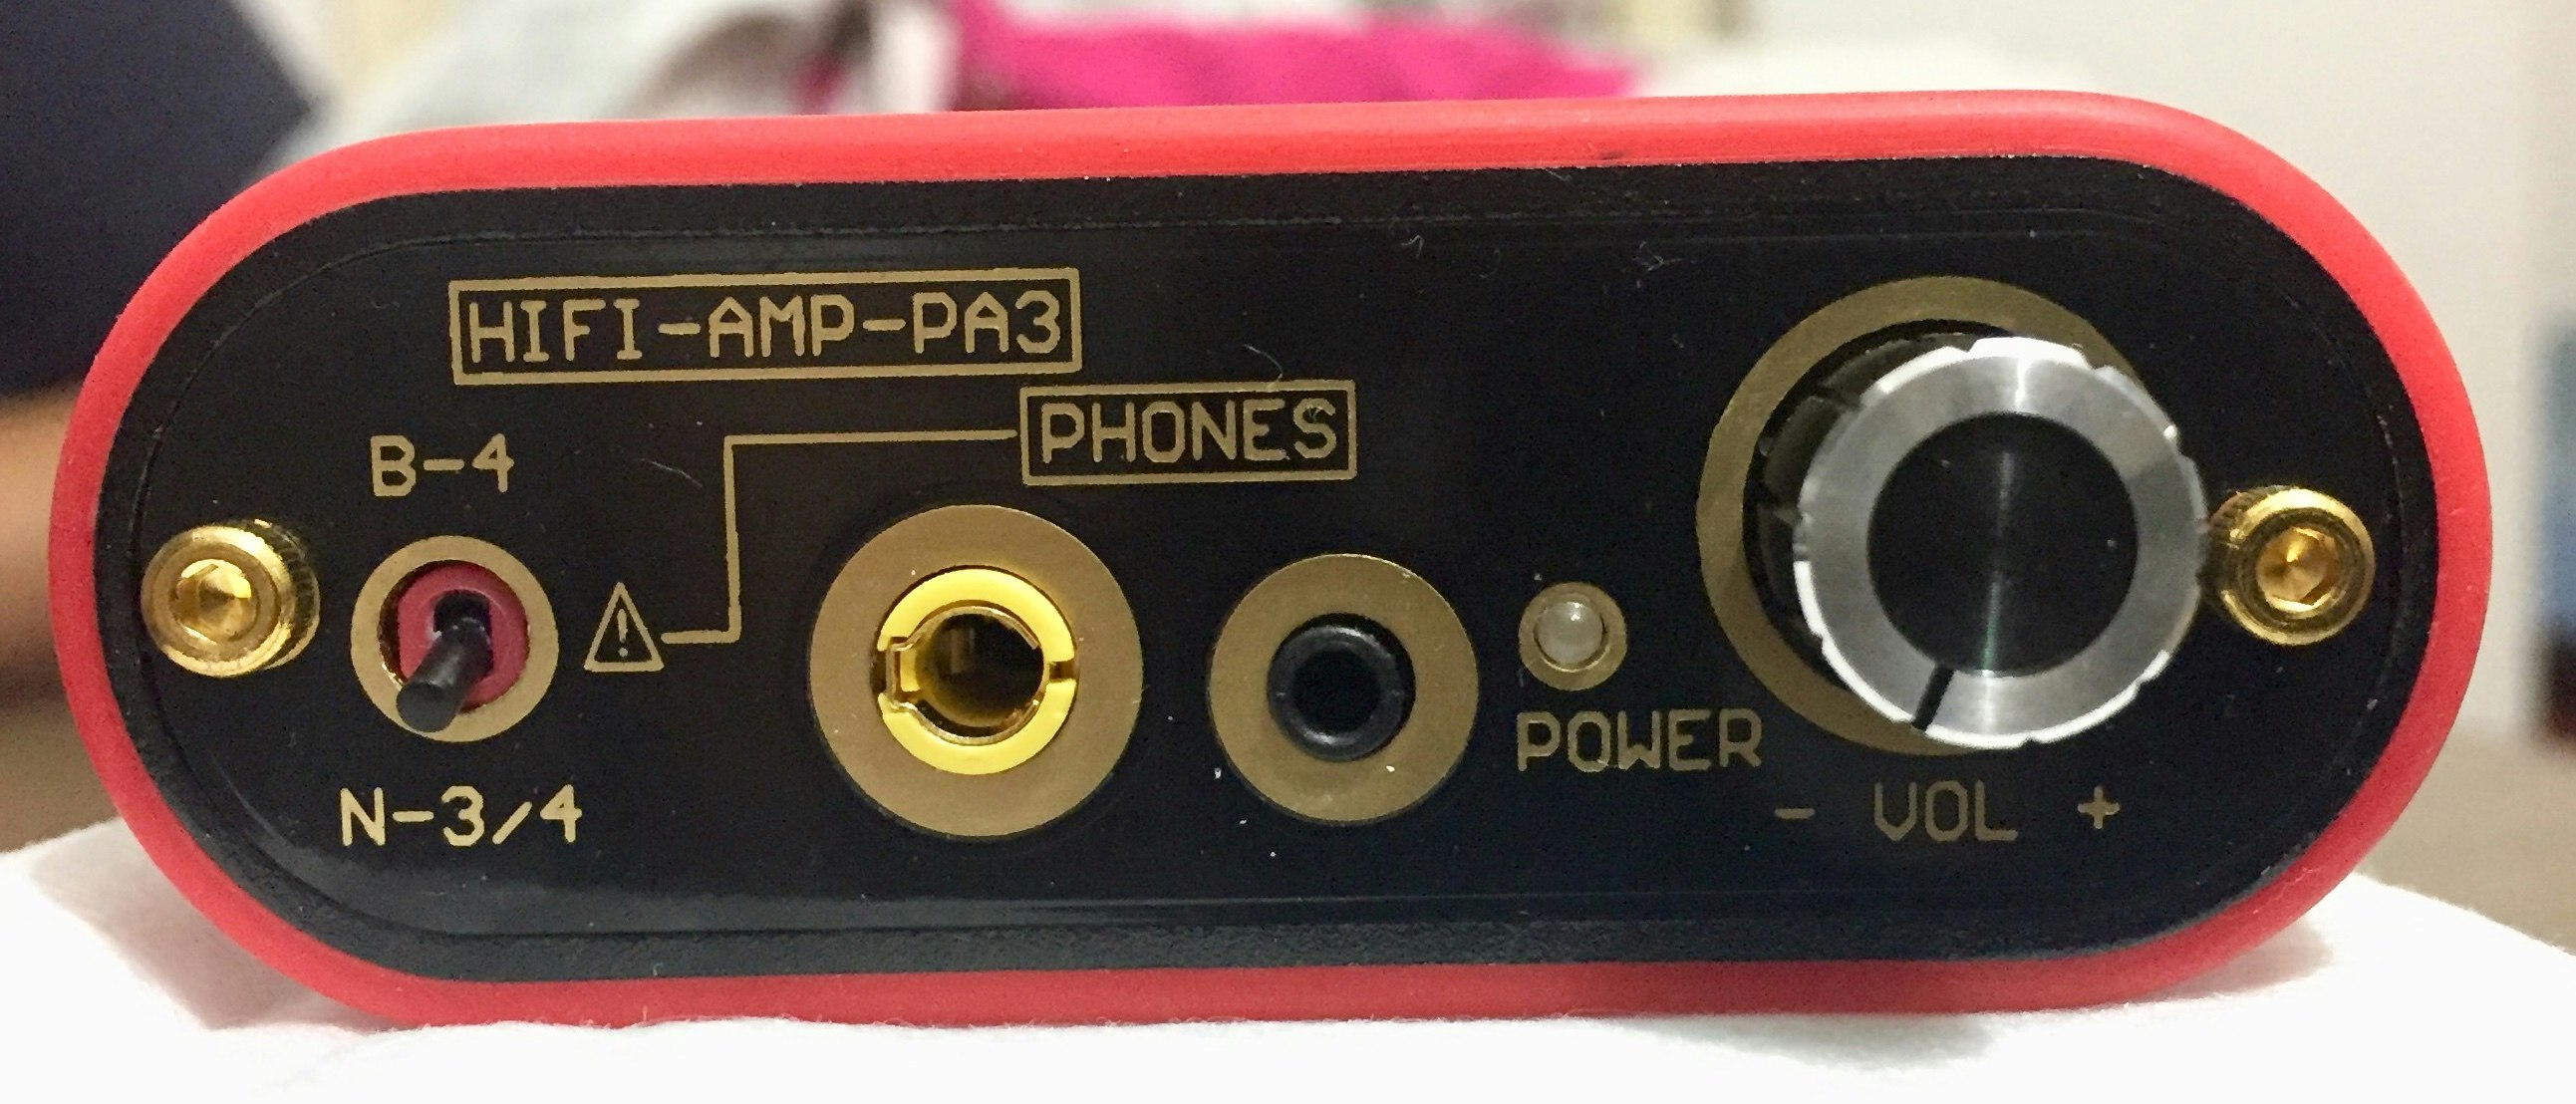 HIFI-AMP-PA3
PHONES
B-4
N-3/4
POWER
- VOL +